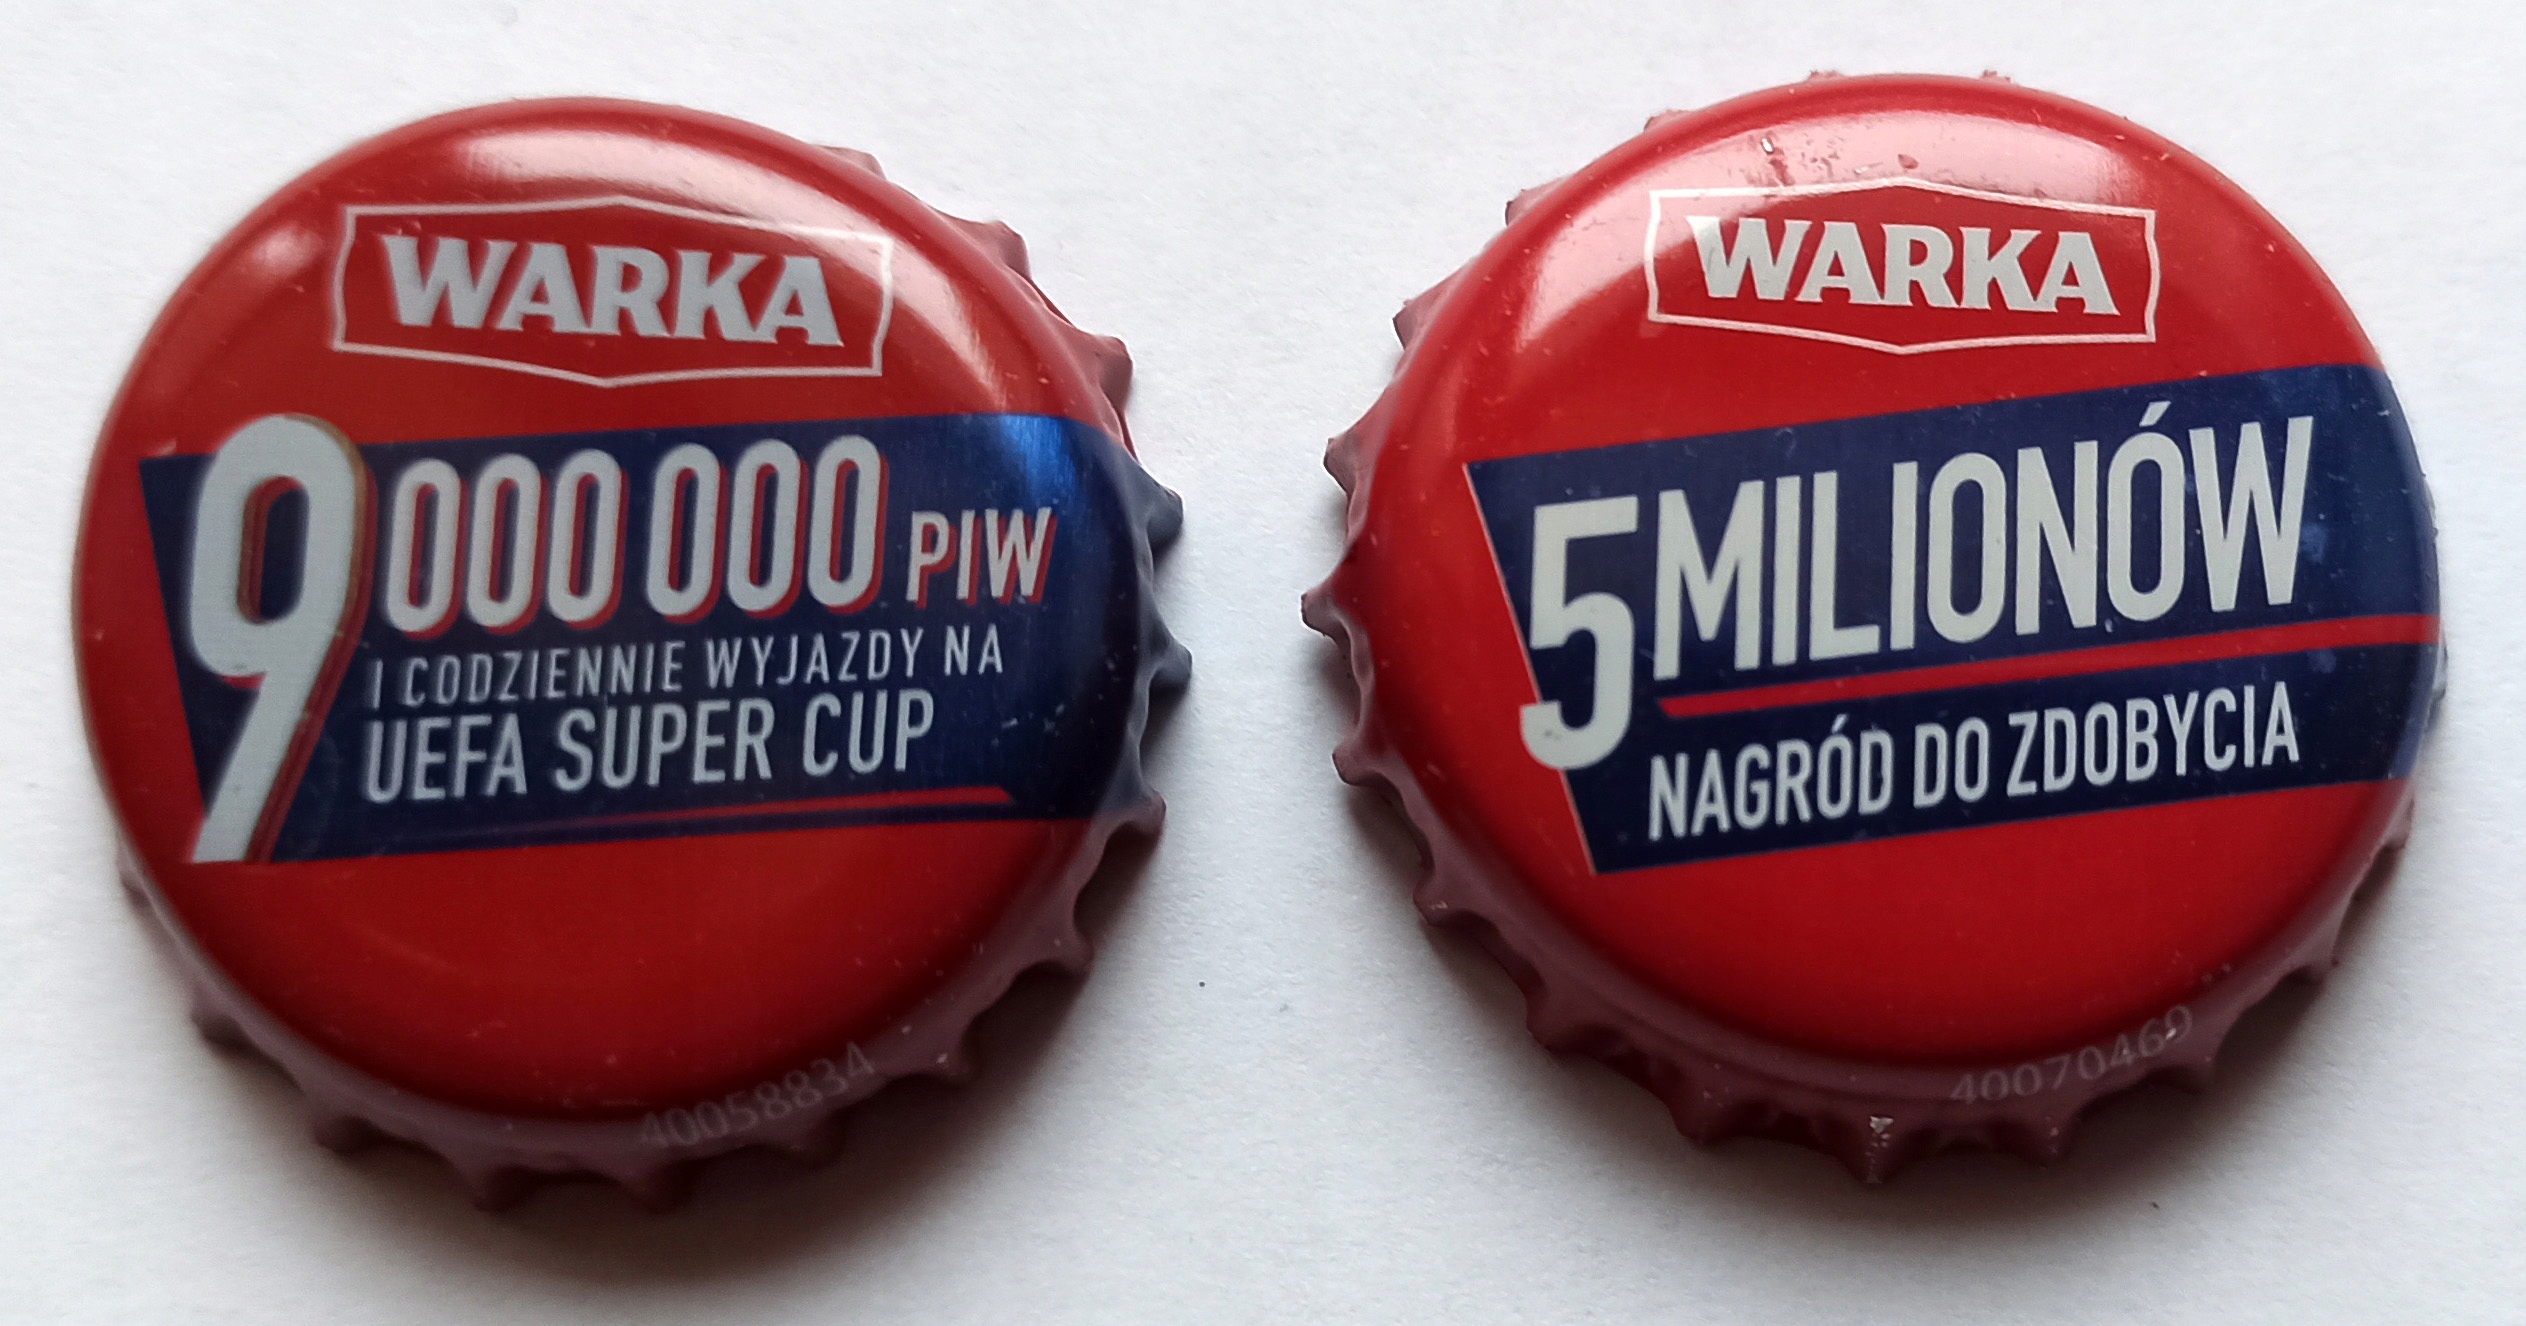 WARKA
9 000 000 PIW
I CODZIENNIE WYJAZDY NA
UEFA SUPER CUP
40058834
WARKA
5 MILIONÓW
NAGRÓD DO ZDOBYCIA
40070469